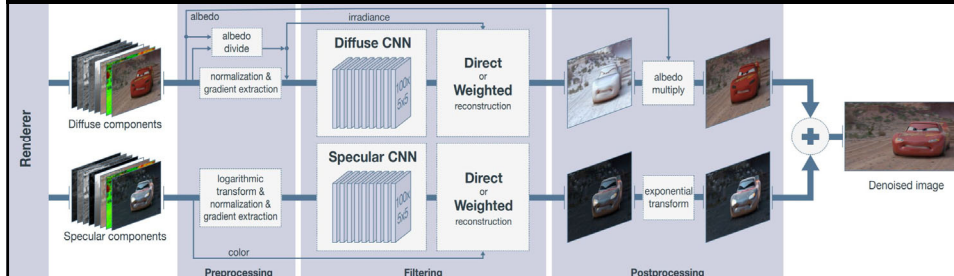 Renderer
Diffuse components
Specular components
albedo
albedo
divide
normalization &
gradient extraction
irradiance
Diffuse CNN
100x
5x5
Direct
or
Weighted
reconstruction
albedo
multiply
logarithmic
transform &
normalization &
gradient extraction
color
Specular CNN
100x
5x5
Direct
or
Weighted
reconstruction
exponential
transform
Denoised image
Preprocessing
Filtering
Postprocessing